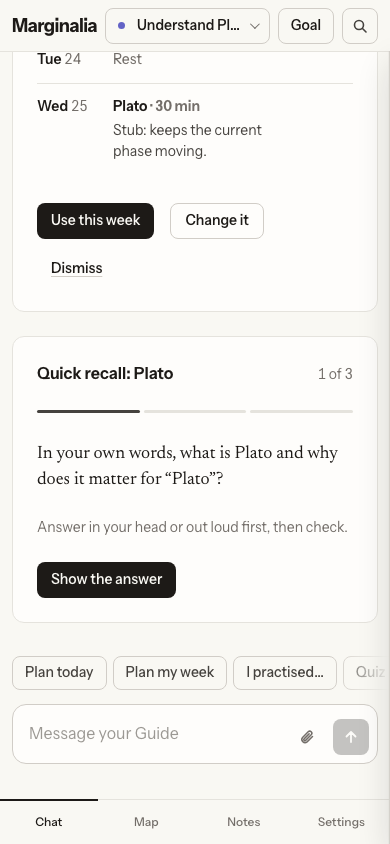 Marginalia
Understand Pl...
Goal
Tue 24
Rest
Wed 25
Plato · 30 min
Stub: keeps the current
phase moving.
Use this week
Change it
Dismiss
Quick recall: Plato
1 of 3
In your own words, what is Plato and why
does it matter for “Plato”?
Answer in your head or out loud first, then check.
Show the answer
Plan today
Plan my week
I practised...
Quiz
Message your Guide
Chat
Map
Notes
Settings